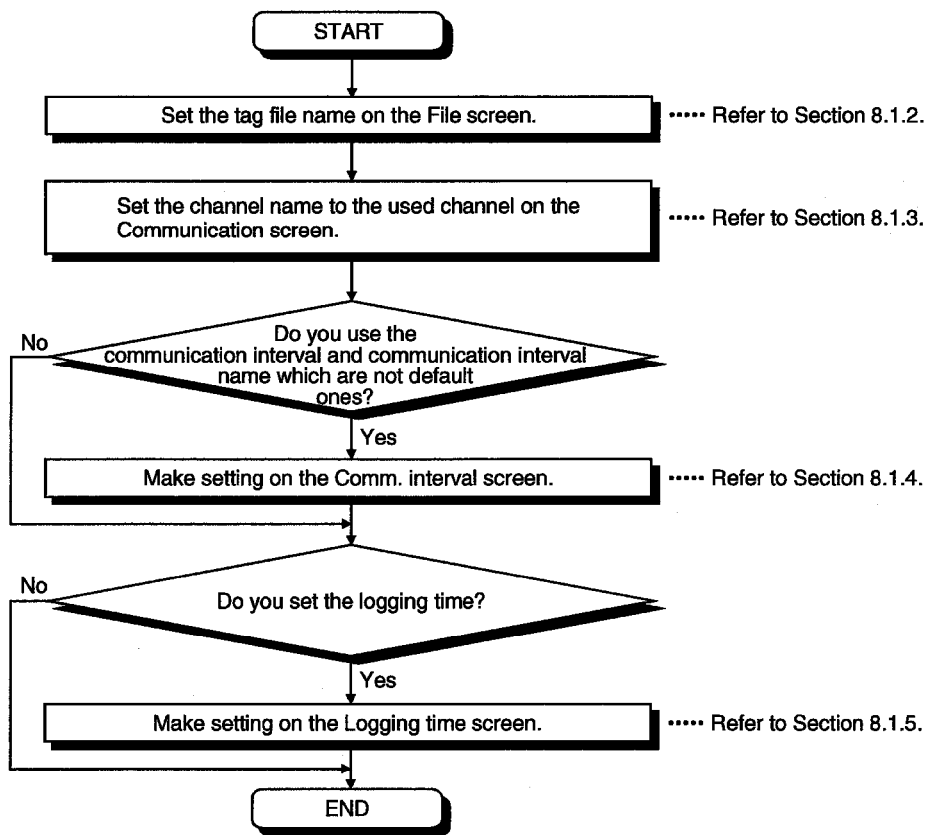 START
Set the tag file name on the File screen.
••••• Refer to Section 8.1.2.
Set the channel name to the used channel on the
Communication screen.
••••• Refer to Section 8.1.3.
Do you use the
communication interval and communication interval
name which are not default
ones?
No
Yes
Make setting on the Comm. interval screen.
••••• Refer to Section 8.1.4.
Do you set the logging time?
No
Yes
Make setting on the Logging time screen.
••••• Refer to Section 8.1.5.
END